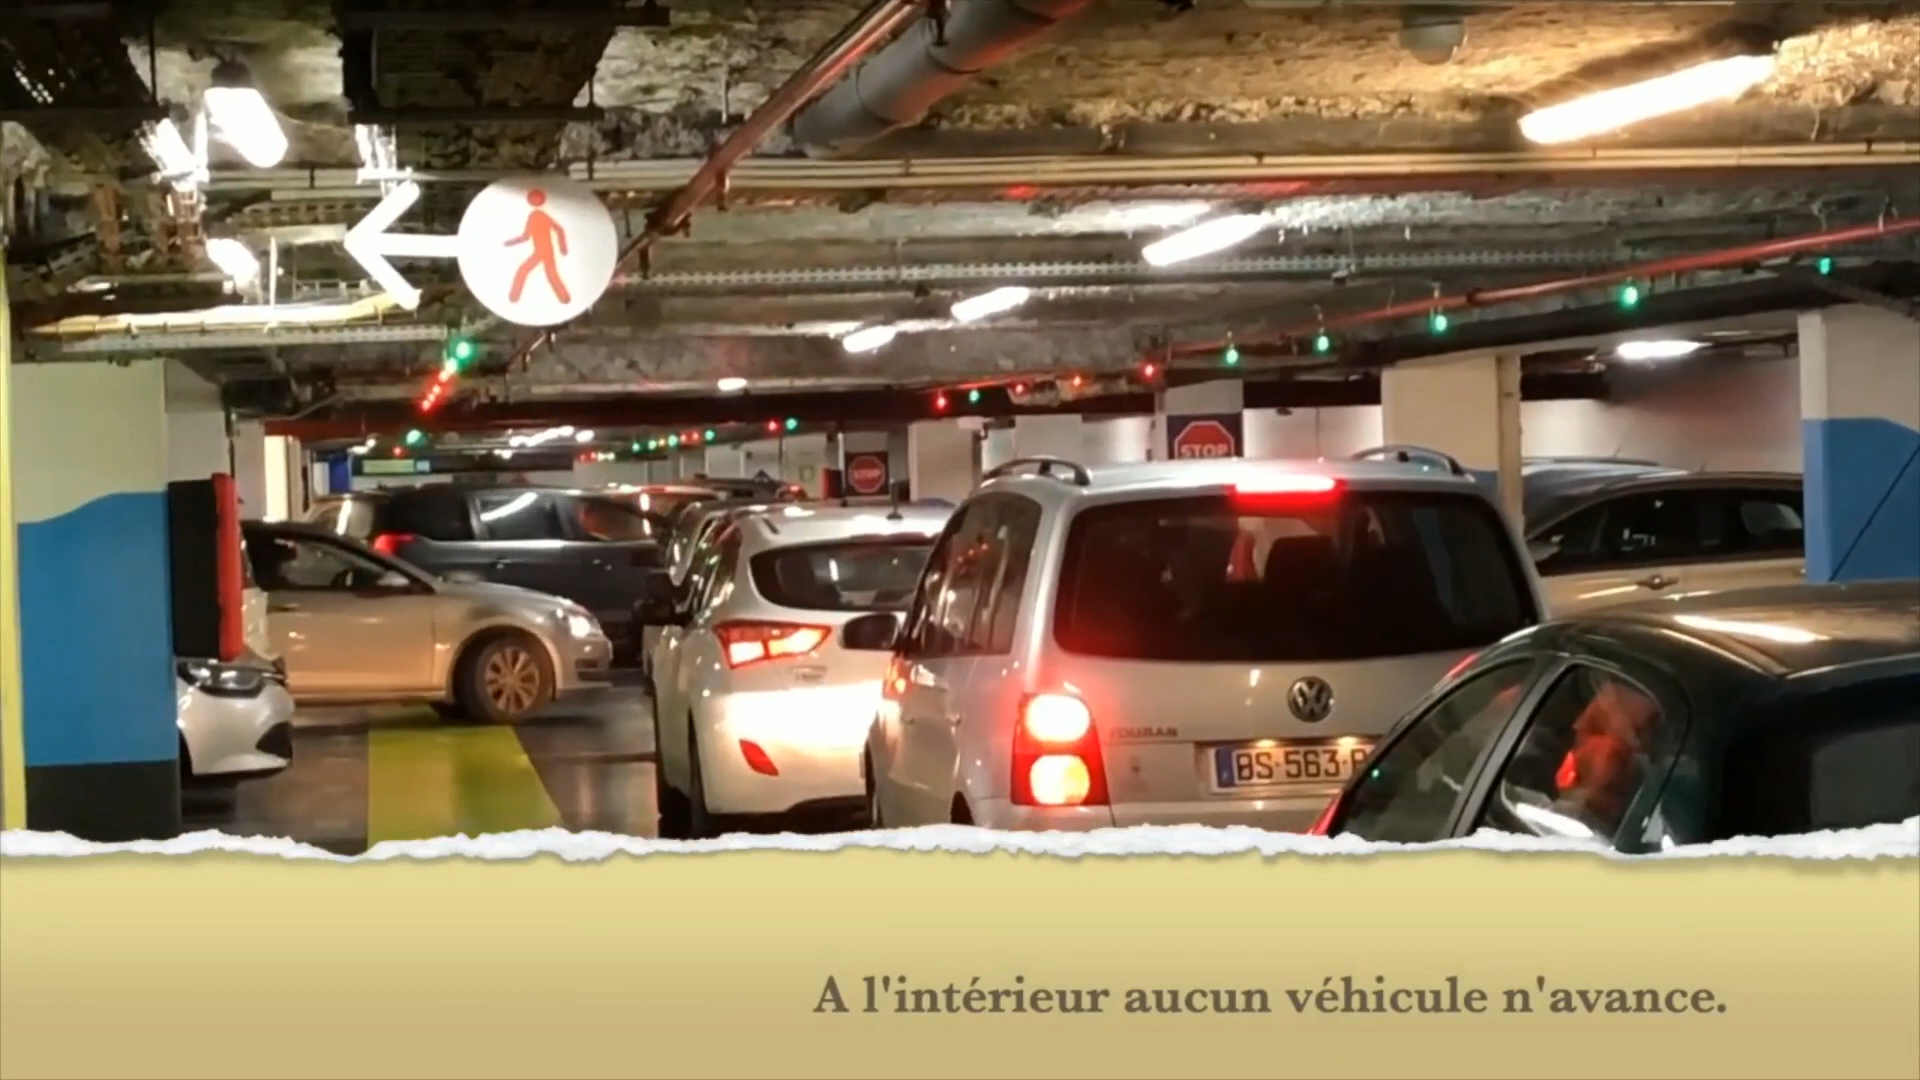 STOP
STOP
TOURAN
BS-563
A l'intérieur aucun véhicule n'avance.